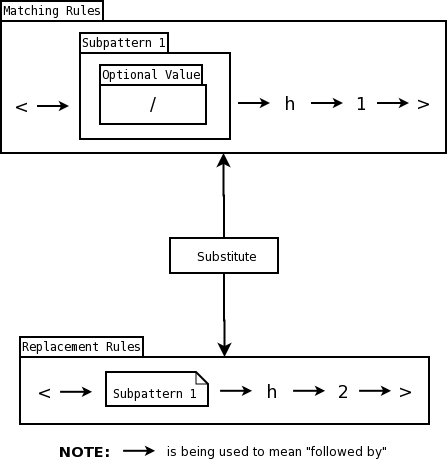 Matching Rules
Subpattern 1
Optional Value
< / h 1 >
Substitute
Replacement Rules
< Subpattern 1 h 2 >
NOTE: is being used to mean "followed by"